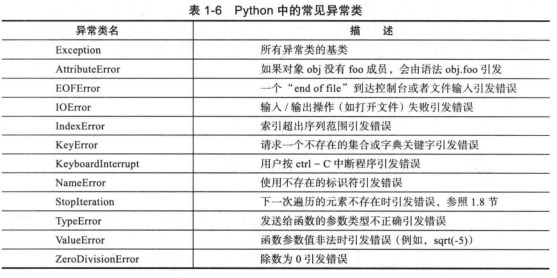 表 1-6 Python 中的常见异常类
异常类名 描 述
Exception 所有异常类的基类
AttributeError 如果对象 obj 没有 foo 成员，会由语法 obj.foo 引发
EOFError 一个“end of file”到达控制台或者文件输入引发错误
IOError 输入 / 输出操作（如打开文件）失败引发错误
IndexError 索引超出序列范围引发错误
KeyError 请求一个不存在的集合或字典关键字引发错误
KeyboardInterrupt 用户按 ctrl – C 中断程序引发错误
NameError 使用不存在的标识符引发错误
StopIteration 下一次遍历的元素不存在时引发错误，参照 1.8 节
TypeError 发送给函数的参数类型不正确引发错误
ValueError 函数参数值非法时引发错误（例如，sqrt(-5)）
ZeroDivisionError 除数为 0 引发错误